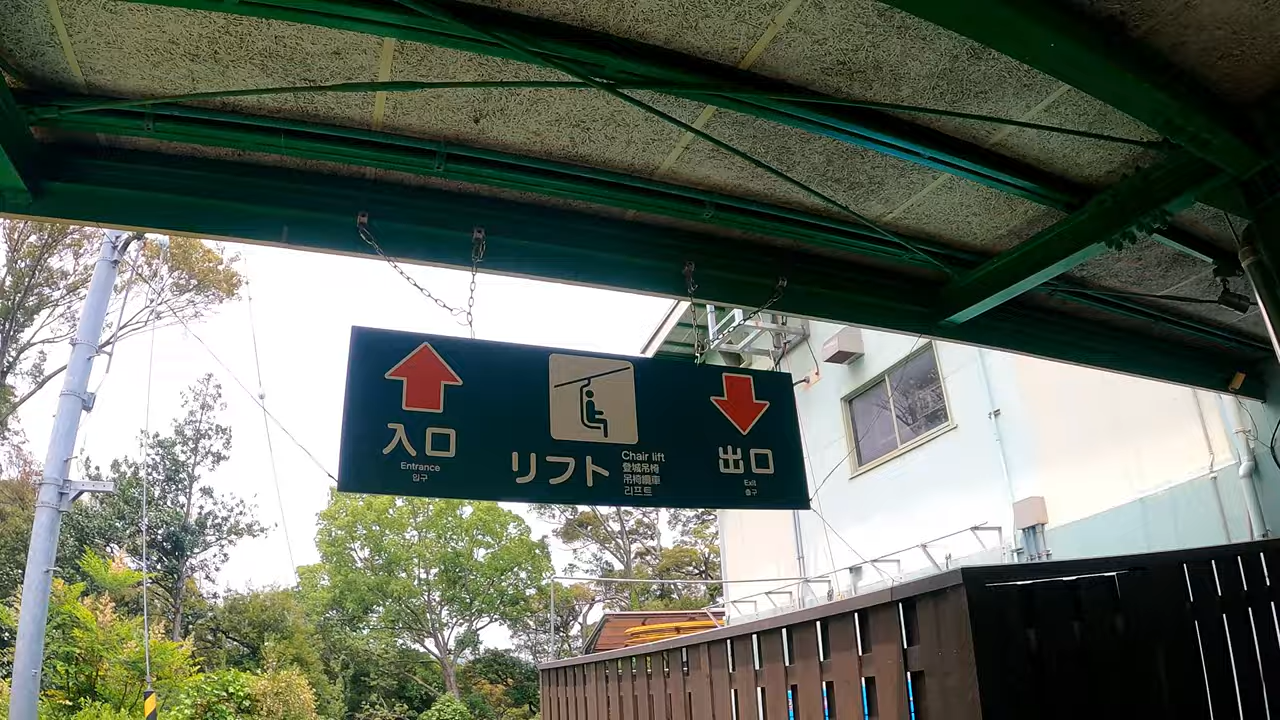 入口
Entrance
입구
リフト
Chair lift
登城吊椅
吊椅纜車
리프트
出口
Exit
출구